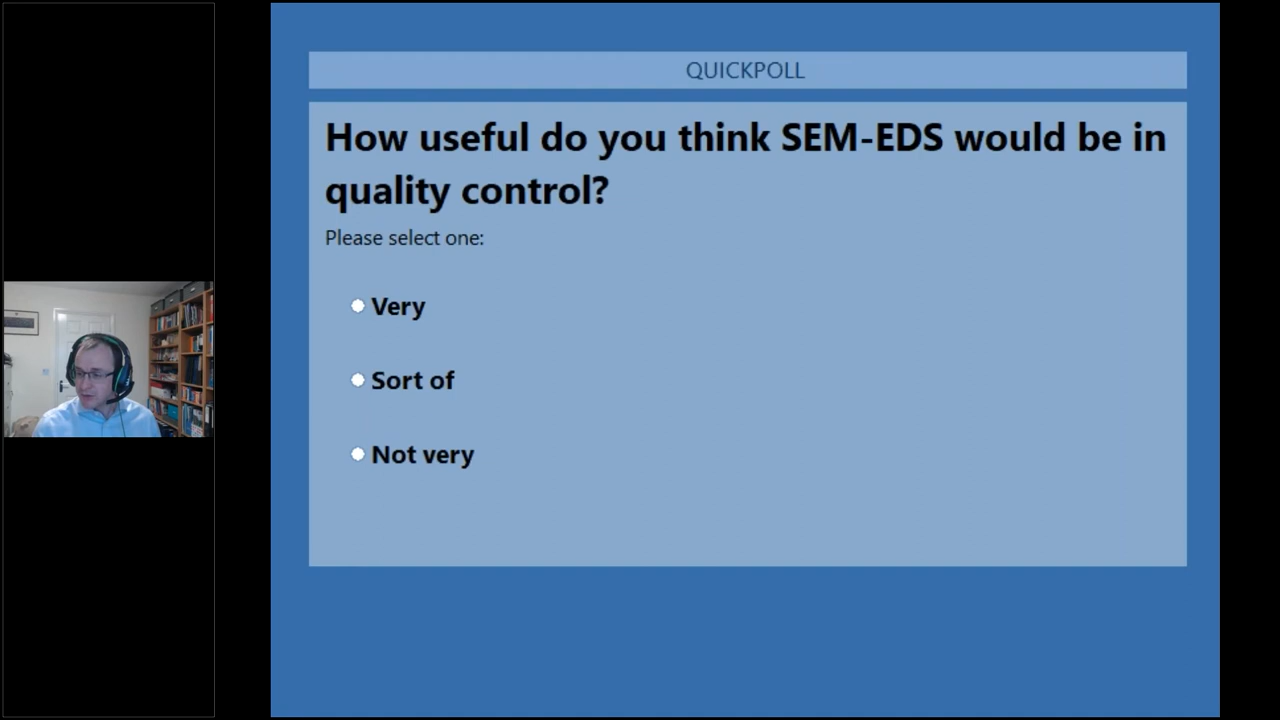 QUICKPOLL
How useful do you think SEM-EDS would be in
quality control?
Please select one:
Very
Sort of
Not very